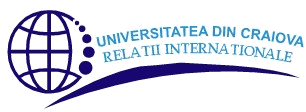 UNIVERSITATEA DIN CRAIOVA
RELATII INTERNATIONALE